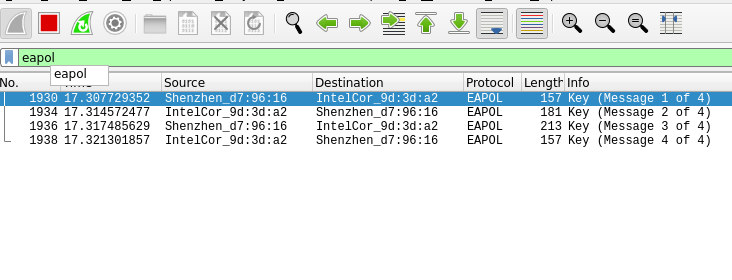 eapol
eapol
No. Time Source Destination Protocol Length Info
1930 17.307729352 Shenzhen_d7:96:16 IntelCor_9d:3d:a2 EAPOL 157 Key (Message 1 of 4)
1934 17.314572477 IntelCor_9d:3d:a2 Shenzhen_d7:96:16 EAPOL 181 Key (Message 2 of 4)
1936 17.317485629 Shenzhen_d7:96:16 IntelCor_9d:3d:a2 EAPOL 213 Key (Message 3 of 4)
1938 17.321301857 IntelCor_9d:3d:a2 Shenzhen_d7:96:16 EAPOL 157 Key (Message 4 of 4)